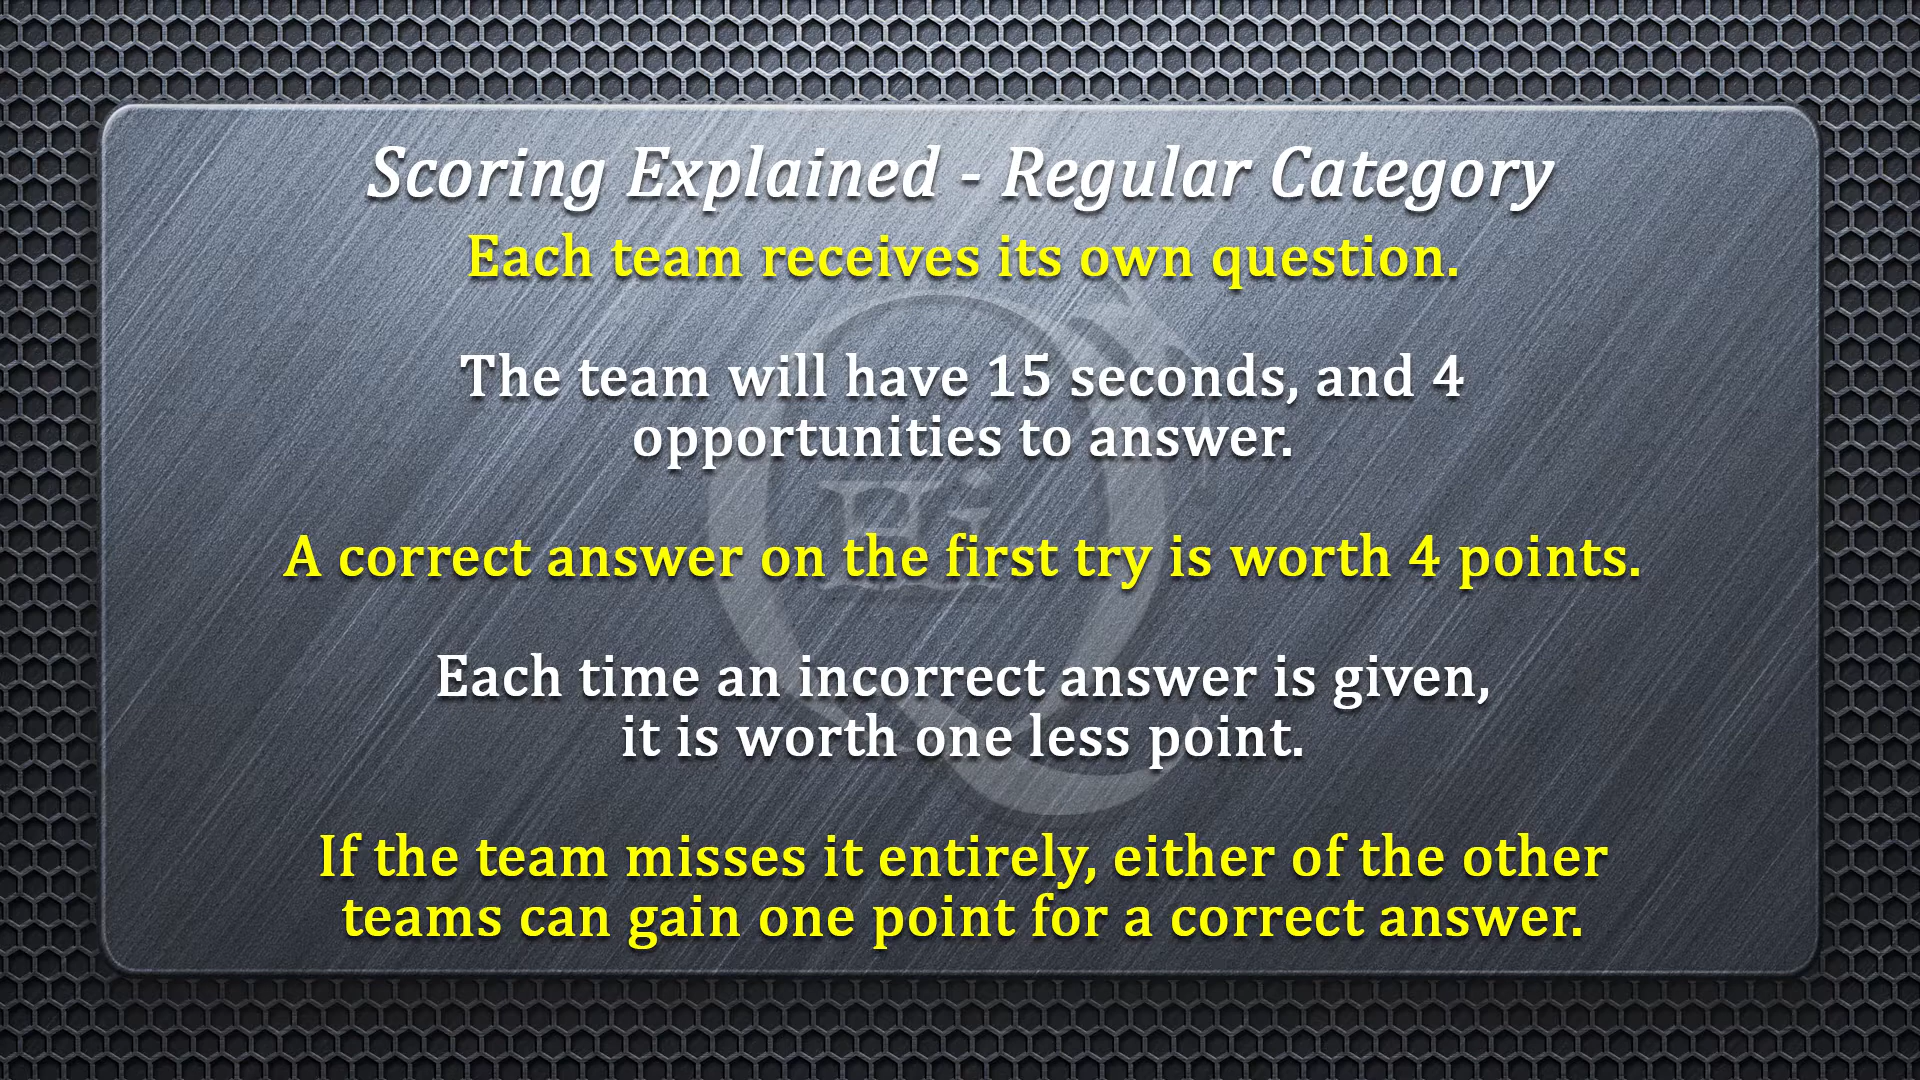 Scoring Explained - Regular Category
Each team receives its own question.
The team will have 15 seconds, and 4
opportunities to answer.
A correct answer on the first try is worth 4 points.
Each time an incorrect answer is given,
it is worth one less point.
If the team misses it entirely, either of the other
teams can gain one point for a correct answer.